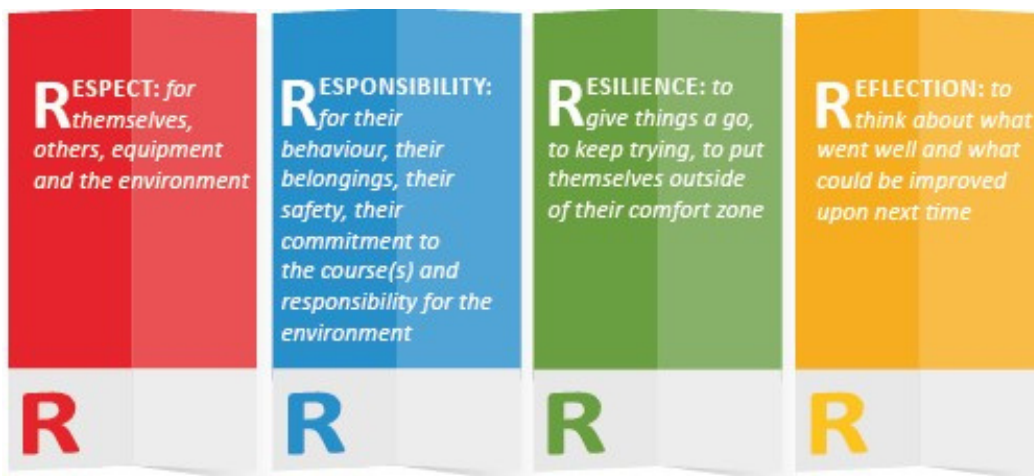 RESPECT: for
themselves,
others, equipment
and the environment
RESPONSIBILITY:
for their
behaviour, their
belongings, their
safety, their
commitment to
the course(s) and
responsibility for the
environment
RESILIENCE: to
give things a go,
to keep trying, to put
themselves outside
of their comfort zone
REFLECTION: to
think about what
went well and what
could be improved
upon next time
R
R
R
R